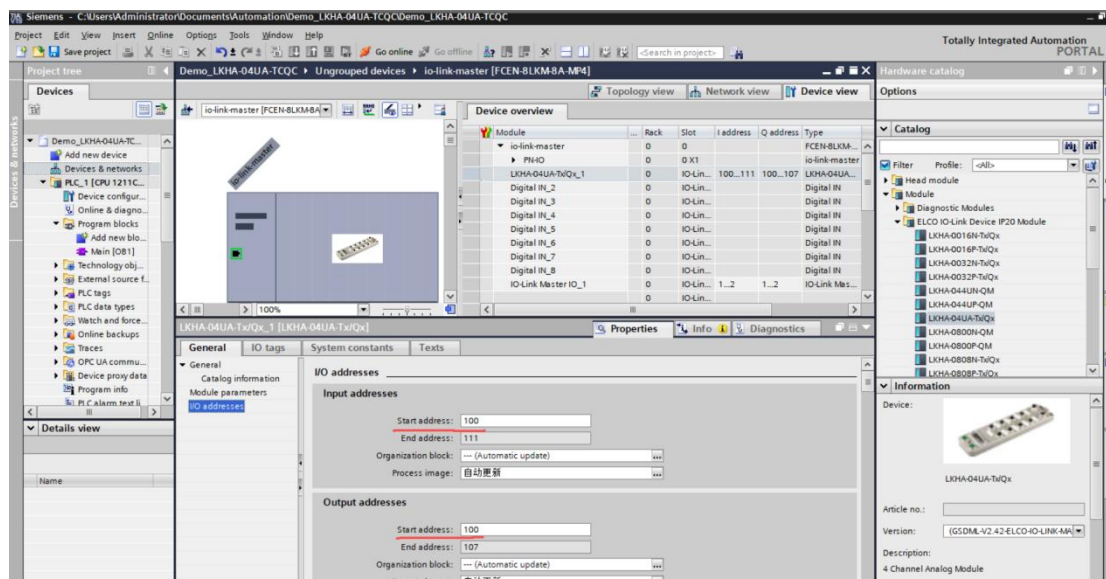 Siemens - C:\Users\Administrator\Documents\Automation\Demo_LKHA-04UA-TCQC\Demo_LKHA-04UA-TCQC
Project Edit View Insert Online Options Tools Window Help
Totally Integrated Automation
PORTAL
Save project Go online Go offline <Search in project>
Project tree
Demo_LKHA-04UA-TCQC Ungrouped devices io-link-master [FCEN-8LKM-8A-MP4]
Hardware catalog
Devices
Topology view Network view Device view
Options
Devices & networks
io-link-master [FCEN-8LKM-8A
Device overview
Catalog
Demo_LKHA-04UA-TC...
Add new device
Devices & networks
PLC_1 [CPU 1211C...
Device configur...
Online & diagno...
Program blocks
Add new blo...
Main [OB1]
Technology obj...
External source f...
PLC tags
PLC data types
Watch and force...
Online backups
Traces
OPC UA commu...
Device proxy data
Program info
PLC alarm text li
io-link-master
100%
Module ... Rack Slot I address Q address Type
io-link-master 0 0 FCEN-8LKM-...
PN-IO 0 0 X1 io-link-master
LKHA-04UA-Tx/Qx_1 0 IO-Lin... 100...111 100...107 LKHA-04UA...
Digital IN_2 0 IO-Lin... Digital IN
Digital IN_3 0 IO-Lin... Digital IN
Digital IN_4 0 IO-Lin... Digital IN
Digital IN_5 0 IO-Lin... Digital IN
Digital IN_6 0 IO-Lin... Digital IN
Digital IN_7 0 IO-Lin... Digital IN
Digital IN_8 0 IO-Lin... Digital IN
IO-Link Master IO_1 0 IO-Lin... 1...2 1...2 IO-Link Mas...
0 IO-Lin...
Filter Profile: <All>
Head module
Module
Diagnostic Modules
ELCO IO-Link Device IP20 Module
LKHA-0016N-Tx/Qx
LKHA-0016P-Tx/Qx
LKHA-0032N-Tx/Qx
LKHA-0032P-Tx/Qx
LKHA-044UN-QM
LKHA-044UP-QM
LKHA-04UA-Tx/Qx
LKHA-0800N-QM
LKHA-0800P-QM
LKHA-0808N-Tx/Qx
LKHA-0808P-Tx/Qx
LKHA-04UA-Tx/Qx_1 [LKHA-04UA-Tx/Qx]
Properties Info Diagnostics
General IO tags System constants Texts
General
Catalog information
Module parameters
I/O addresses
I/O addresses
Input addresses
Start address: 100
End address: 111
Organization block: --- (Automatic update)
Process image: 自动更新
Output addresses
Start address: 100
End address: 107
Organization block: --- (Automatic update)
Details view
Name
Information
Device:
LKHA-04UA-Tx/Qx
Article no.:
Version: (GSDML-V2.42-ELCO-IO-LINK-MA
Description:
4 Channel Analog Module